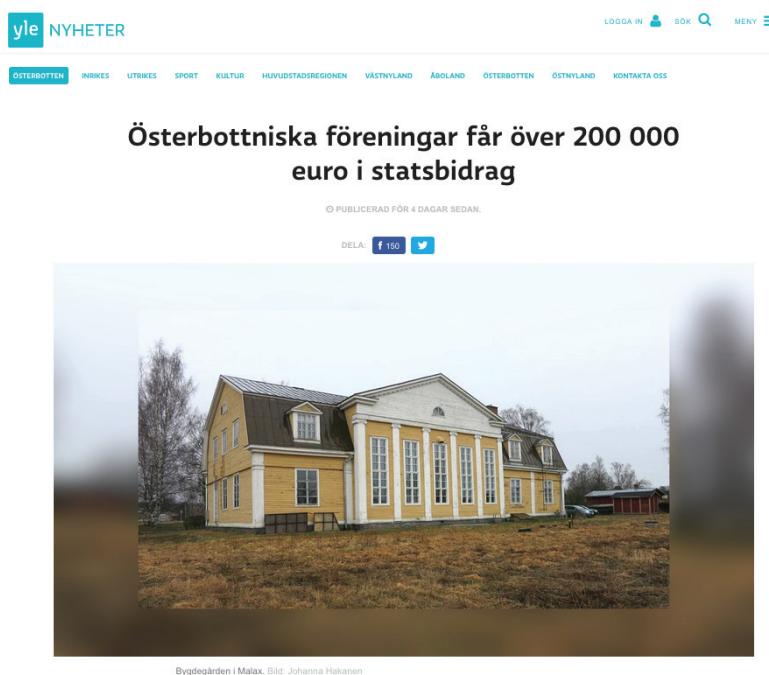 yle NYHETER
LOGGA IN SÖK MENY
ÖSTERBOTTEN INRIKES UTRIKES SPORT KULTUR HUVUDSTADSREGIONEN VÄSTNYLAND ÅBOLAND ÖSTERBOTTEN ÖSTNYLAND KONTAKTA OSS
Österbottniska föreningar får över 200 000
euro i statsbidrag
PUBLICERAD FÖR 4 DAGAR SEDAN.
DELA: f 150
Bygdegården i Malax. Bild: Johanna Hakanen